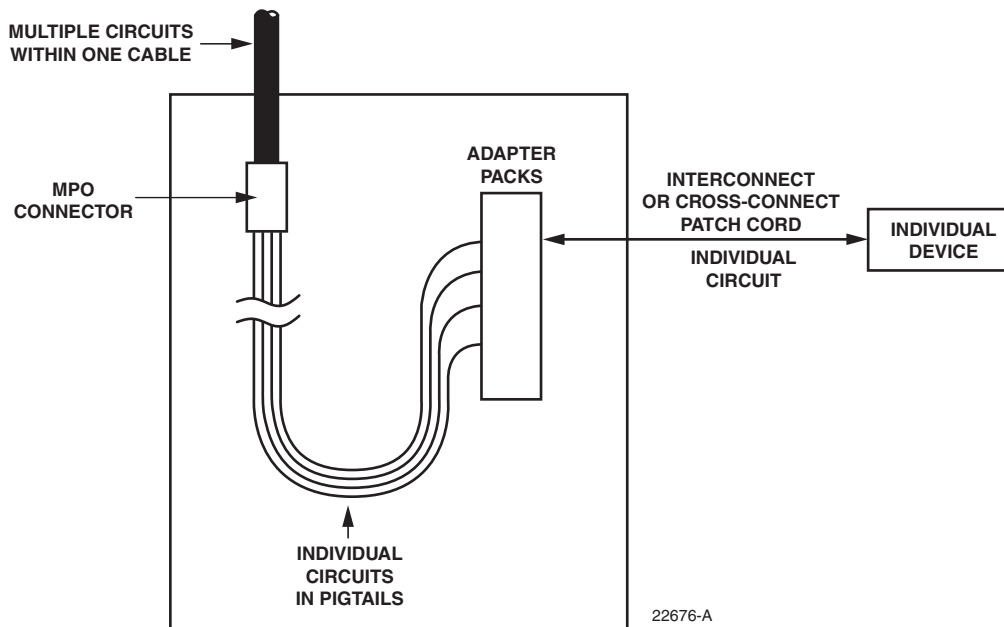 MULTIPLE CIRCUITS
WITHIN ONE CABLE
MPO
CONNECTOR
ADAPTER
PACKS
INTERCONNECT
OR CROSS-CONNECT
PATCH CORD
INDIVIDUAL
CIRCUIT
INDIVIDUAL
DEVICE
INDIVIDUAL
CIRCUITS
IN PIGTAILS
22676-A